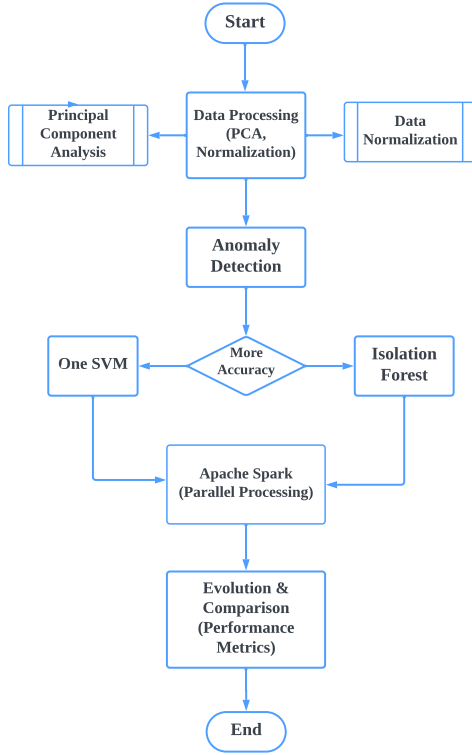 Start
Data Processing
(PCA,
Normalization)
Principal
Component
Analysis
Data
Normalization
Anomaly
Detection
More
Accuracy
One SVM
Isolation
Forest
Apache Spark
(Parallel Processing)
Evolution &
Comparison
(Performance
Metrics)
End